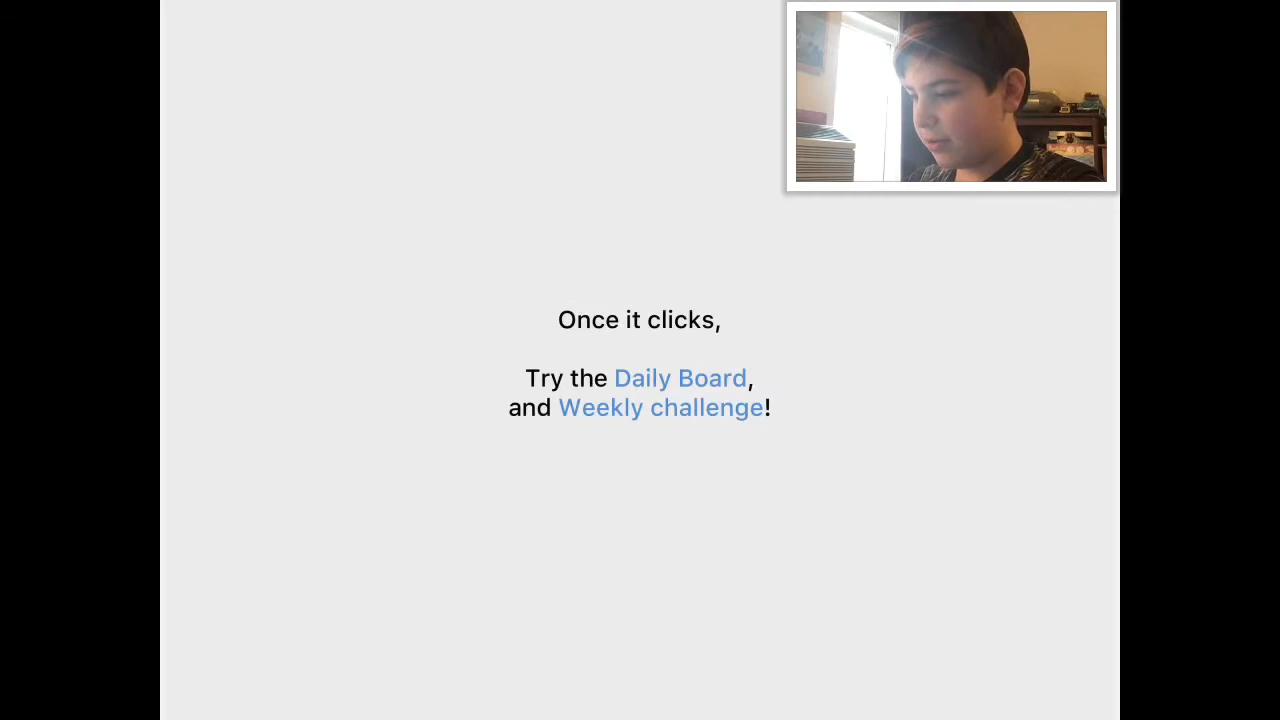 Once it clicks,
Try the Daily Board,
and Weekly challenge!